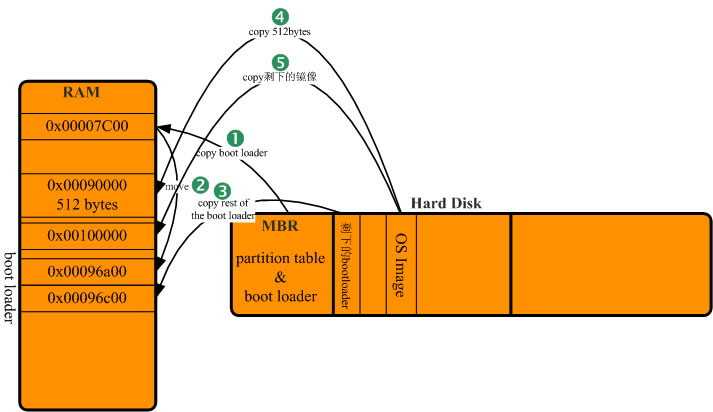 4
copy 512bytes
5
copy剩下的镜像
RAM
0x00007C00
1
copy boot loader
0x00090000
512 bytes
move 2
3
copy rest of
the boot loader
Hard Disk
0x00100000
0x00096a00
0x00096c00
boot loader
MBR
partition table
&
boot loader
剩下的bootloader
OS Image